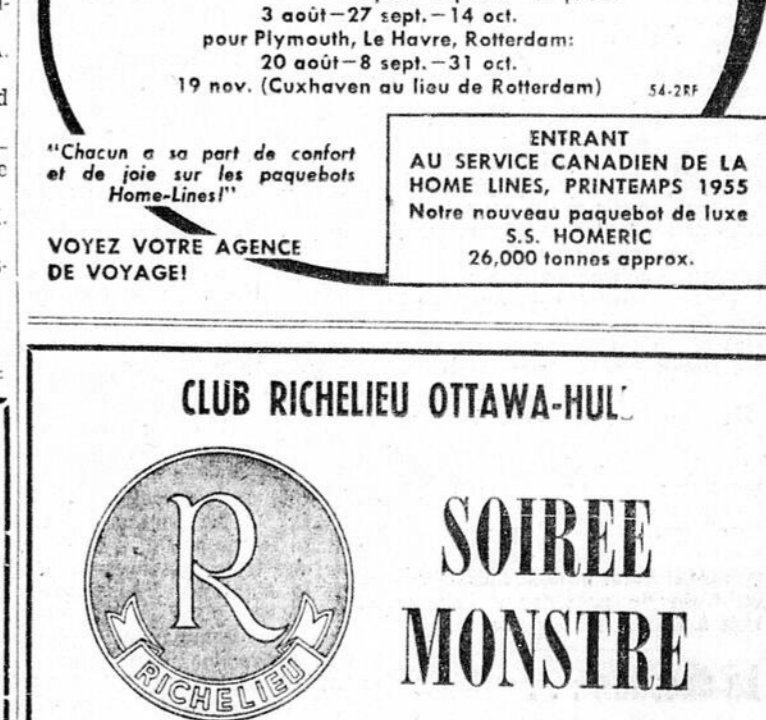 3 août—27 sept.—14 oct.
pour Plymouth, Le Havre, Rotterdam:
20 août—8 sept.—31 oct.
19 nov. (Cuxhaven au lieu de Rotterdam)
54-2RF
"Chacun a sa part de confort
et de joie sur les paquebots
Home-Lines!"
VOYEZ VOTRE AGENCE
DE VOYAGE!
ENTRANT
AU SERVICE CANADIEN DE LA
HOME LINES, PRINTEMPS 1955
Notre nouveau paquebot de luxe
S.S. HOMERIC
26,000 tonnes approx.
CLUB RICHELIEU OTTAWA-HULL
R
RICHELIEU
SOIREE
MONSTRE